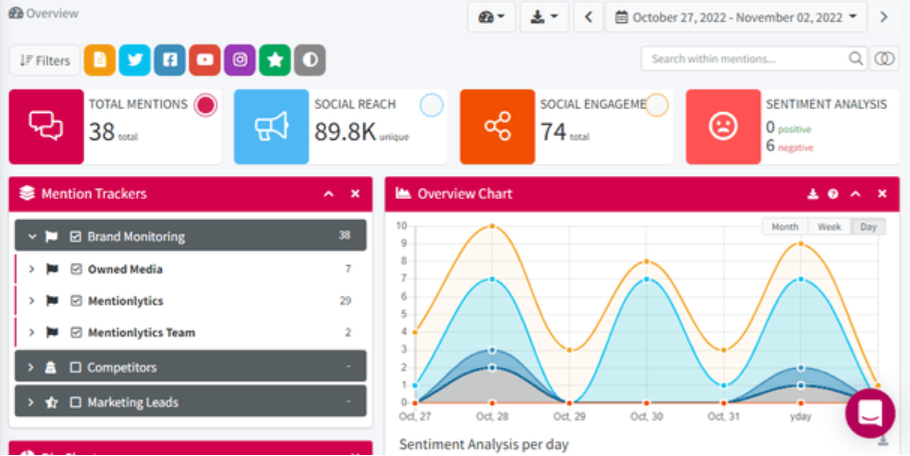 Overview
October 27, 2022 - November 02, 2022
Filters
Search within mentions...
TOTAL MENTIONS
38 total
SOCIAL REACH
89.8K unique
SOCIAL ENGAGEME
74 total
SENTIMENT ANALYSIS
0 positive
6 negative
Mention Trackers
Brand Monitoring 38
Owned Media 7
Mentionlytics 29
Mentionlytics Team 2
Competitors -
Marketing Leads -
Overview Chart
Month Week Day
10
9
8
7
6
5
4
3
2
1
0
Oct, 27 Oct, 28 Oct, 29 Oct, 30 Oct, 31 yday
Sentiment Analysis per day